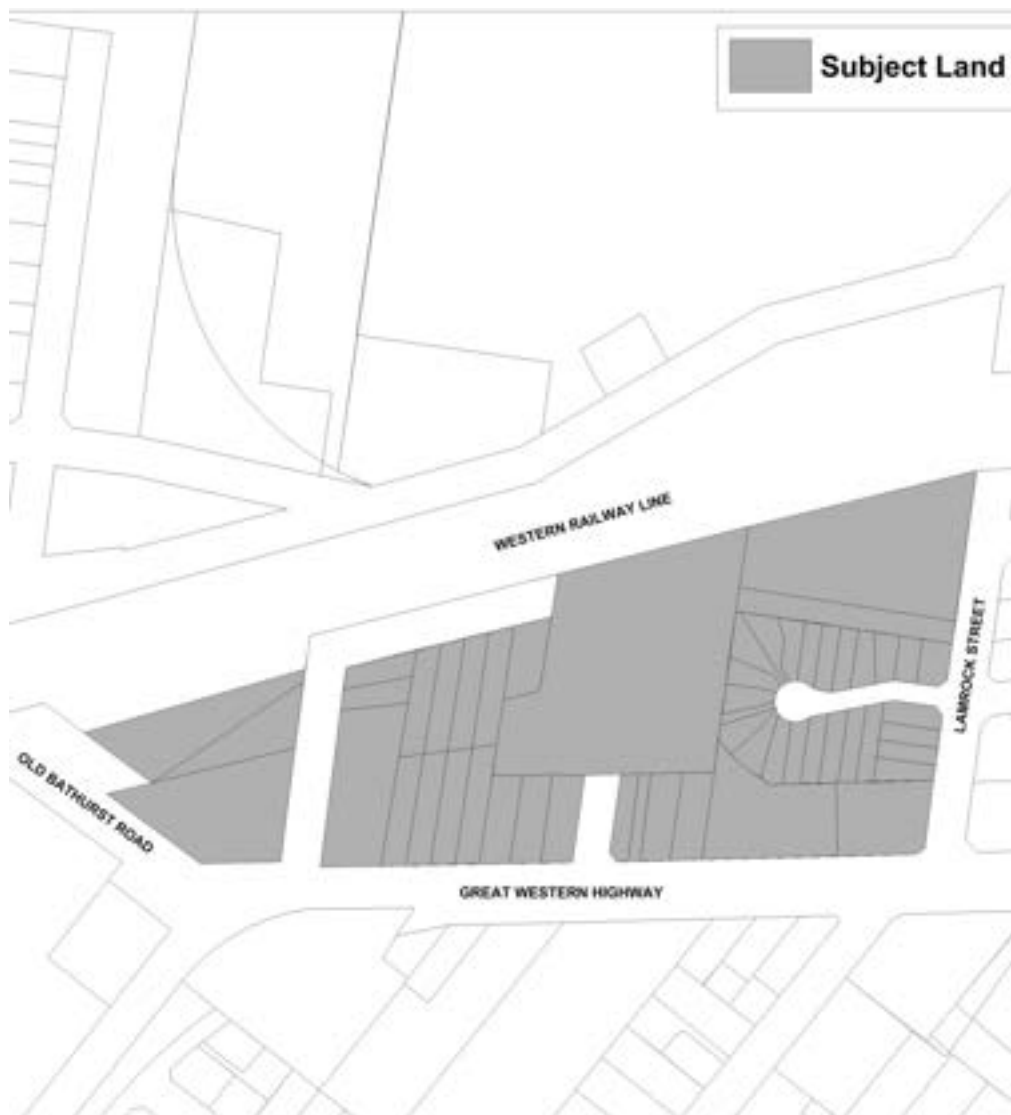 Subject Land
WESTERN RAILWAY LINE
LAMROCK STREET
OLD BATHURST ROAD
GREAT WESTERN HIGHWAY